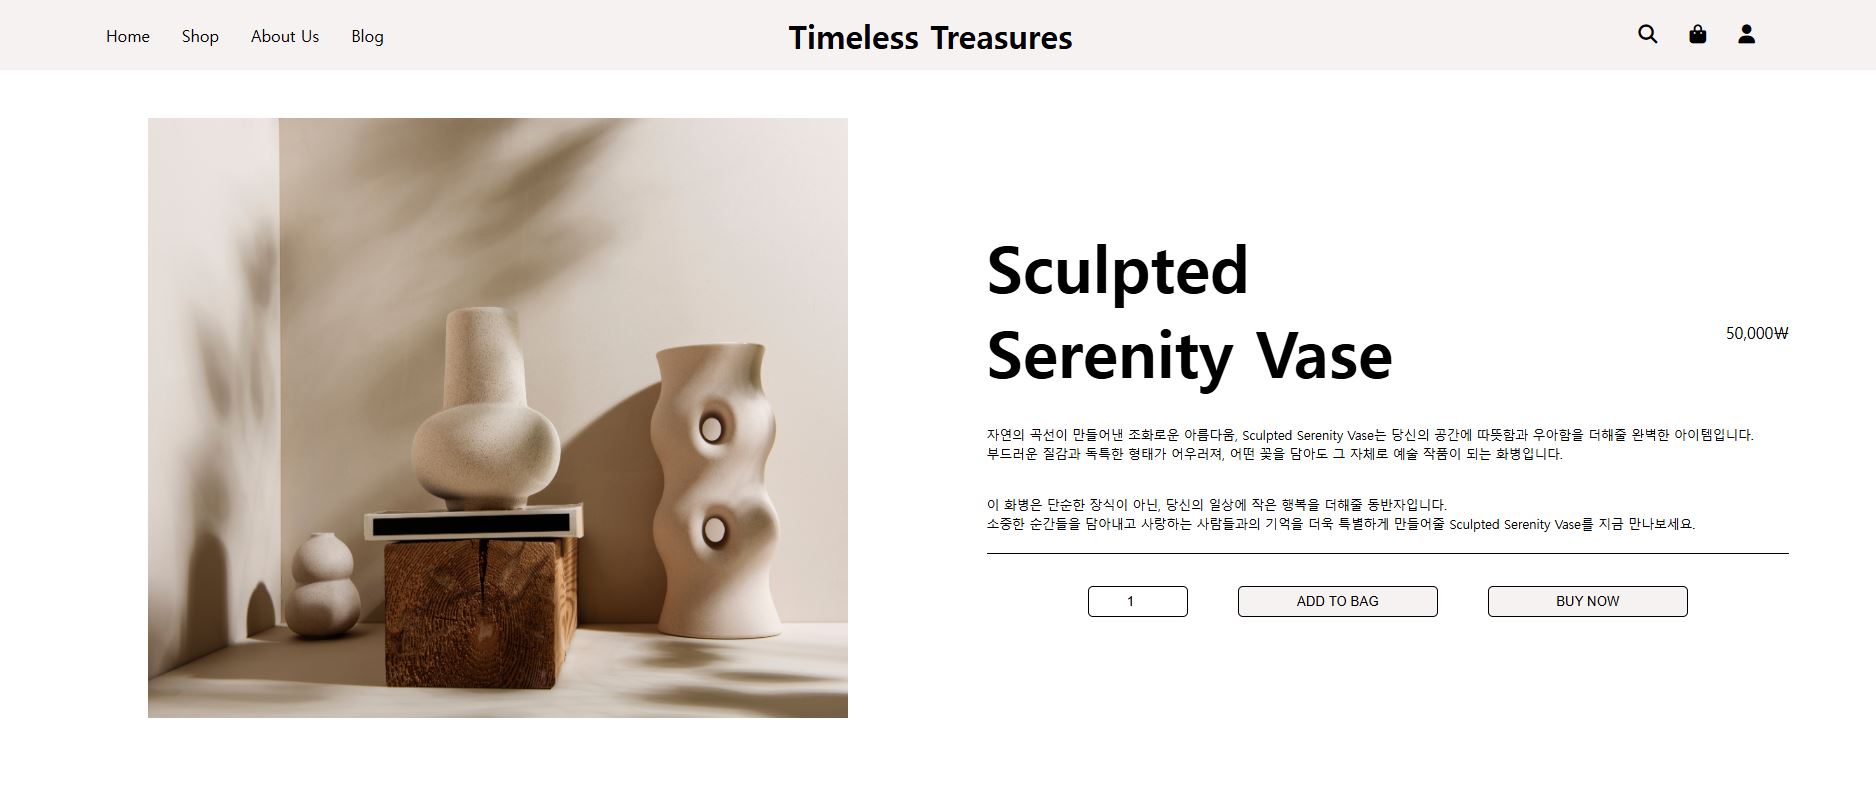 Home Shop About Us Blog
Timeless Treasures
Sculpted
Serenity Vase
50,000₩
자연의 곡선이 만들어낸 조화로운 아름다움, Sculpted Serenity Vase는 당신의 공간에 따뜻함과 우아함을 더해줄 완벽한 아이템입니다.
부드러운 질감과 독특한 형태가 어우러져, 어떤 꽃을 담아도 그 자체로 예술 작품이 되는 화병입니다.
이 화병은 단순한 장식이 아닌, 당신의 일상에 작은 행복을 더해줄 동반자입니다.
소중한 순간들을 담아내고 사랑하는 사람들과의 기억을 더욱 특별하게 만들어줄 Sculpted Serenity Vase를 지금 만나보세요.
1
ADD TO BAG
BUY NOW